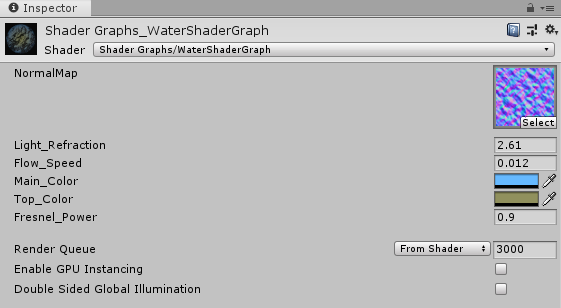 Inspector
Shader Graphs_WaterShaderGraph
Shader Shader Graphs/WaterShaderGraph
NormalMap
Select
Light_Refraction 2.61
Flow_Speed 0.012
Main_Color
Top_Color
Fresnel_Power 0.9
Render Queue From Shader 3000
Enable GPU Instancing
Double Sided Global Illumination